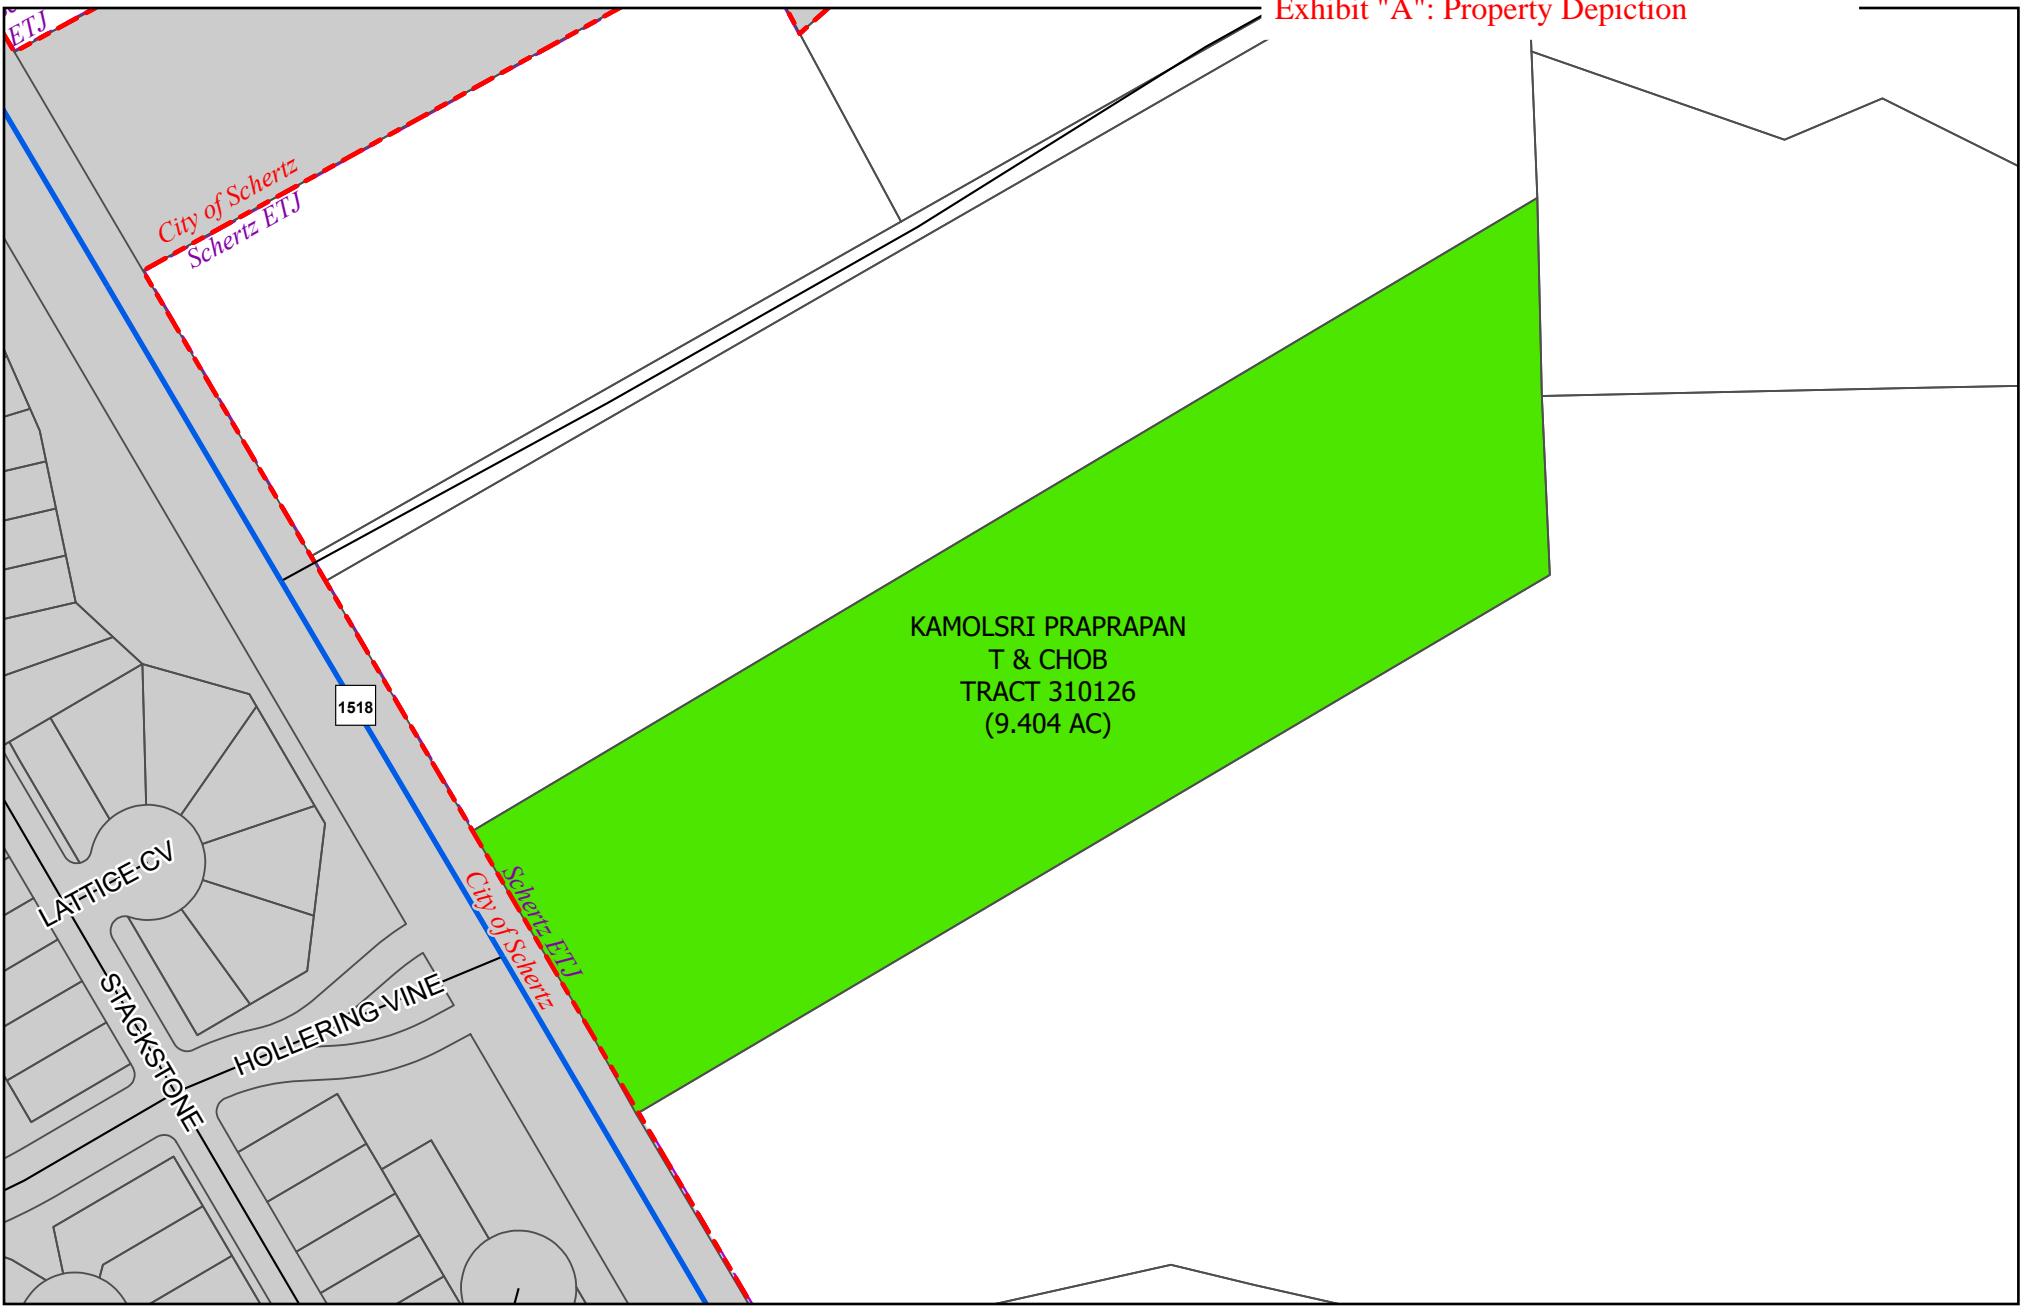 Exhibit "A": Property Depiction
ETJ
City of Schertz
Schertz ETJ
KAMOLSRI PRAPRAPAN
T & CHOB
TRACT 310126
(9.404 AC)
1518
LATTICE CV
Schertz ETJ
City of Schertz
STACKSTONE
HOLLERING VINE